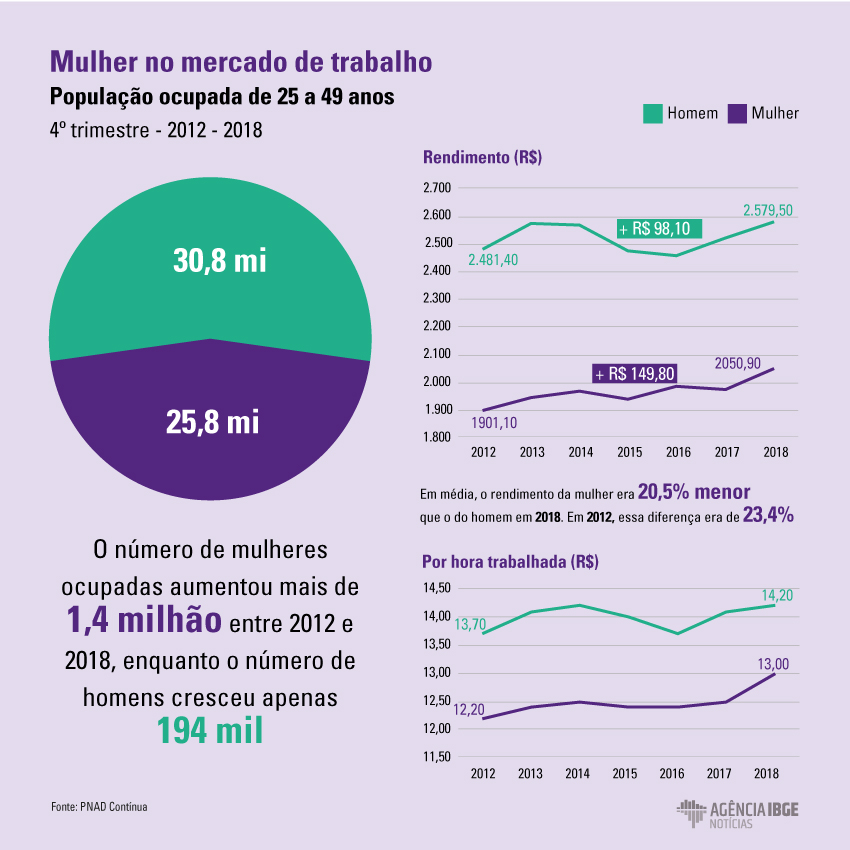 Mulher no mercado de trabalho
População ocupada de 25 a 49 anos
4º trimestre - 2012 - 2018
Homem Mulher
30,8 mi
25,8 mi
O número de mulheres
ocupadas aumentou mais de
1,4 milhão entre 2012 e
2018, enquanto o número de
homens cresceu apenas
194 mil
Rendimento (R$)
2.700
2.600
2.500
2.400
2.300
2.200
2.100
2.000
1.900
1.800
2.481,40
+ R$ 98,10
2.579,50
1901,10
+ R$ 149,80
2050,90
2012 2013 2014 2015 2016 2017 2018
Em média, o rendimento da mulher era 20,5% menor
que o do homem em 2018. Em 2012, essa diferença era de 23,4%
Por hora trabalhada (R$)
14,50
14,00
13,50
13,00
12,50
12,00
11,50
13,70
14,20
12,20
13,00
2012 2013 2014 2015 2016 2017 2018
Fonte: PNAD Contínua
AGÊNCIA IBGE
NOTÍCIAS